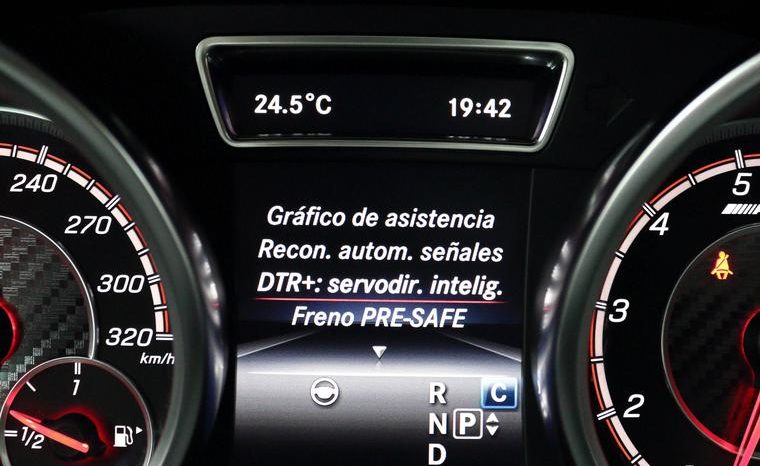 24.5°C 19:42
Gráfico de asistencia
Recon. autom. señales
DTR+: servodir. intelig.
Freno PRE-SAFE
240
270
300
320
km/h
1
1/2
R C
N P
D
5
4
3
2